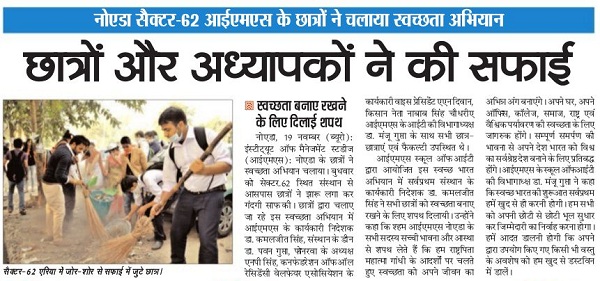 नोएडा सैक्टर-62 आईएमएस के छात्रों ने चलाया स्वच्छता अभियान
छात्रों और अध्यापकों ने की सफाई
सैक्टर-62 एरिया में जोर-शोर से सफाई में जुटे छात्र।
स्वच्छता बनाए रखने
के लिए दिलाई शपथ
नोएडा, 19 नवम्बर (ब्यूरो):
इंस्टीट्यूट ऑफ मैनेजमेंट स्टडीज
(आईएमएस): नोएडा के छात्रों ने
स्वच्छता अभियान चलाया। बुधवार
को सेक्टर.62 स्थित संस्थान से
आसपास छात्रों ने झारू लगा कर
गंदगी साफ की। छात्रों द्वारा चलाए
जा रहे इस स्वच्छता अभियान में
आईएमएस के कार्यकारी निदेशक
डा. कमलजीत सिंह, संस्थान के डीन
डा. पवन गुप्ता, फोनरवा के अध्यक्ष
एनपी सिंह, कनफेडरेशन ऑफ ऑल
रेसिडेंसी वेलफेयर एसोसियेशन के
कार्यकारी वाइस प्रेसिडेंट एएन दिवान,
किसान नेता नाबाब सिंह चौधरीए
आईएमएस के आईटी की विभागाध्यक्ष
डा. मंजू गुप्ता के साथ सभी छात्र-
छात्राएं एवं फैकल्टी उपस्थित थे।
आईएमएस स्कूल ऑफ आईटी
द्वारा आयोजित इस स्वच्छ भारत
अभियान में सर्वप्रथम संस्थान के
कार्यकारी निदेशक डा. कमलजीत
सिंह ने सभी छात्रों को स्वच्छता बनाए
रखने के लिए शपथ दिलायी। उन्होंने
कहा कि श्हम आईएमएस नोएडा के
सभी सदस्य सच्ची भावना और आस्था
से शपथ लेते हैं कि हम राष्ट्रपिता
महात्मा गांधी के आदर्शों पर चलते
हुए स्वच्छता को अपने जीवन का
अभिन्न अंग बनाएंगे। अपने घर, अपने
ऑफिस, कॉलेज, समाज, राष्ट्र एवं
वैश्विक पर्यावरण की स्वच्छता के लिए
जागरुक होंगे। सम्पूर्ण समर्पण की
भावना से अपने देश भारत को विश्व
का सर्वश्रेष्ठ देश बनाने के लिए प्रतिबद्ध
होंगे। आईएमएस के स्कूल ऑफ आईटी
की विभागाध्यक्ष डा. मंजू गुप्ता ने कहा
कि स्वच्छ भारत की शुरूआत सर्वप्रथम
हमें खुद से ही करनी होगी। हम सभी
को अपनी छोटी से छोटी भूल सुधार
कर जिम्मेदारी का निर्वाह करना होगा।
हमें आदत डालनी होगी कि अपने
द्वारा उपयोग किए गए किसी भी वस्तु
के अवशेष को हम खुद से डस्टबिन
में डालें।